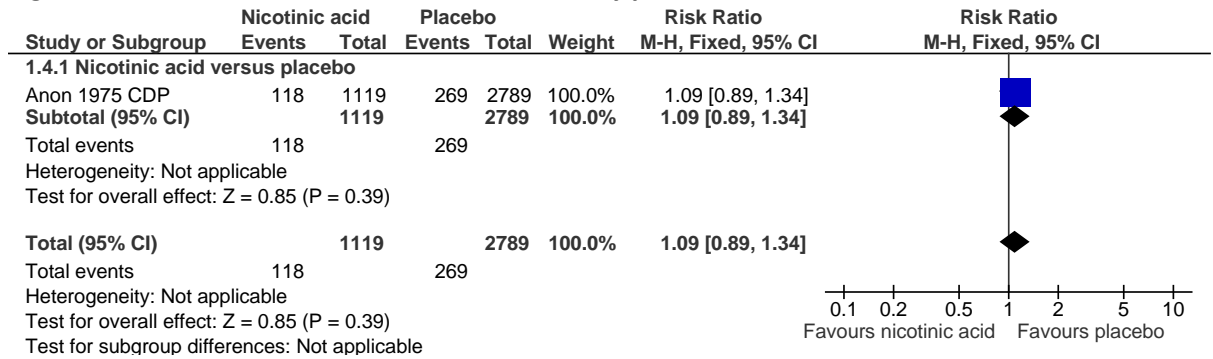 Nicotinic acid Placebo Risk Ratio Risk Ratio
Study or Subgroup Events Total Events Total Weight M-H, Fixed, 95% CI M-H, Fixed, 95% CI
1.4.1 Nicotinic acid versus placebo
Anon 1975 CDP 118 1119 269 2789 100.0% 1.09 [0.89, 1.34]
Subtotal (95% CI) 1119 2789 100.0% 1.09 [0.89, 1.34]
Total events 118 269
Heterogeneity: Not applicable
Test for overall effect: Z = 0.85 (P = 0.39)
Total (95% CI) 1119 2789 100.0% 1.09 [0.89, 1.34]
Total events 118 269
Heterogeneity: Not applicable
Test for overall effect: Z = 0.85 (P = 0.39)
Test for subgroup differences: Not applicable
0.1 0.2 0.5 1 2 5 10
Favours nicotinic acid Favours placebo